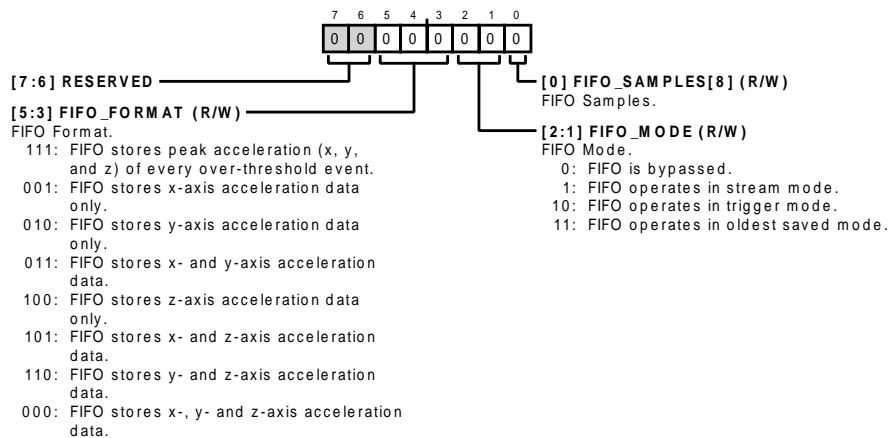 7 6 5 4 3 2 1 0
0 0 0 0 0 0 0 0
[7:6] RESERVED
[5:3] FIFO_FORMAT (R/W)
FIFO Format.
111: FIFO stores peak acceleration (x, y,
and z) of every over-threshold event.
001: FIFO stores x-axis acceleration data
only.
010: FIFO stores y-axis acceleration data
only.
011: FIFO stores x- and y-axis acceleration
data.
100: FIFO stores z-axis acceleration data
only.
101: FIFO stores x- and z-axis acceleration
data.
110: FIFO stores y- and z-axis acceleration
data.
000: FIFO stores x-, y- and z-axis acceleration
data.
[0] FIFO_SAMPLES[8] (R/W)
FIFO Samples.
[2:1] FIFO_MODE (R/W)
FIFO Mode.
0: FIFO is bypassed.
1: FIFO operates in stream mode.
10: FIFO operates in trigger mode.
11: FIFO operates in oldest saved mode.